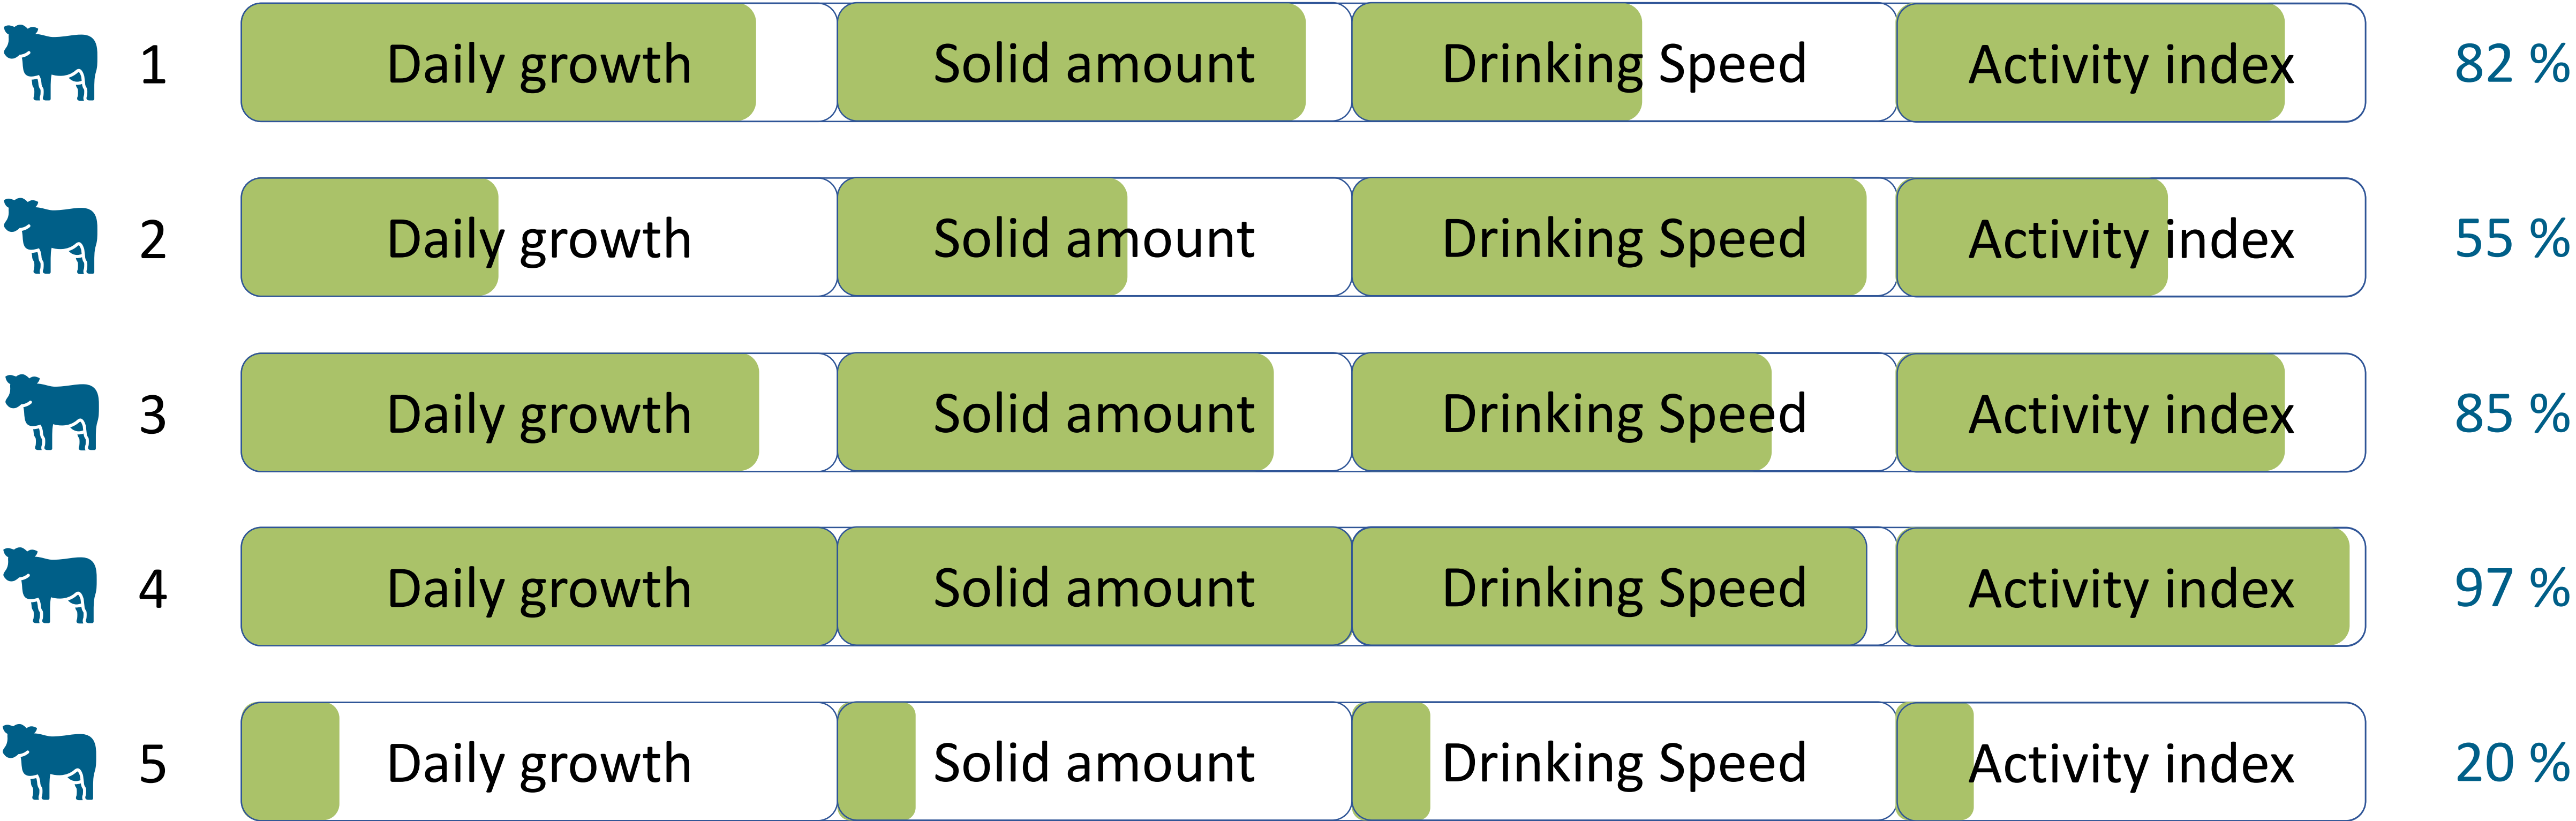 1 Daily growth Solid amount Drinking Speed Activity index 82 %
2 Daily growth Solid amount Drinking Speed Activity index 55 %
3 Daily growth Solid amount Drinking Speed Activity index 85 %
4 Daily growth Solid amount Drinking Speed Activity index 97 %
5 Daily growth Solid amount Drinking Speed Activity index 20 %